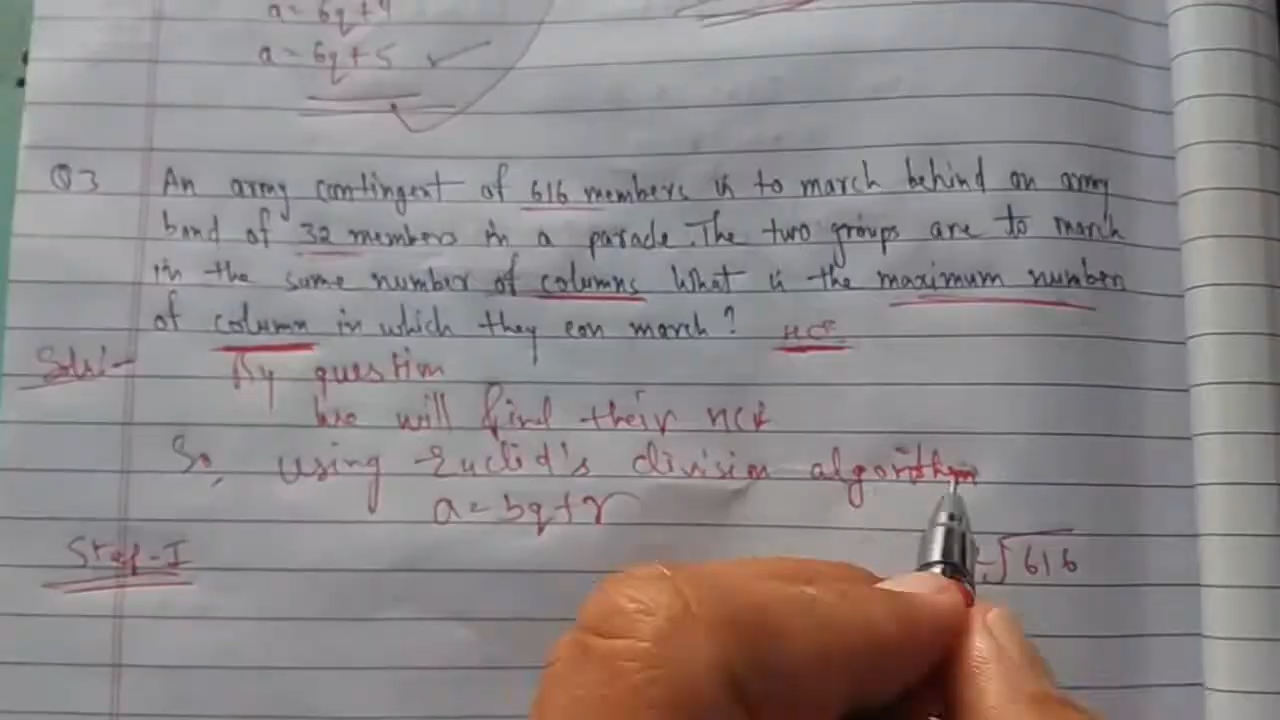 a = 6q + 4
a = 6q + 5 ✓
Q3 An army contingent of 616 members is to march behind an army
band of 32 members in a parade. The two groups are to march
in the same number of columns What is the maximum number
of column in which they can march? HCF
Solu:- By question
we will find their HCF
So, using Euclid's division algorithm
a = bq + r
Step-I
616